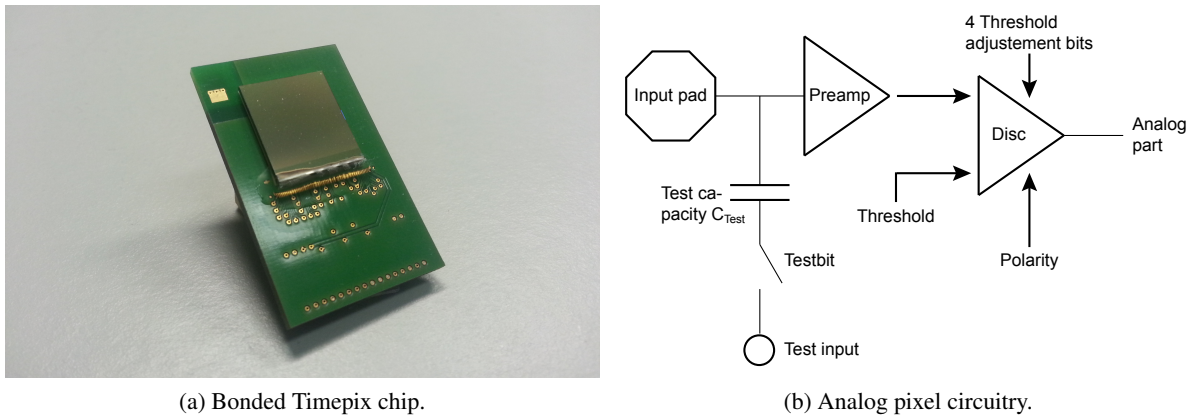 4 Threshold
adjustement bits
Input pad
Preamp
Disc
Analog
part
Test ca-
pacity C_Test
Threshold
Testbit
Polarity
Test input
(a) Bonded Timepix chip.
(b) Analog pixel circuitry.